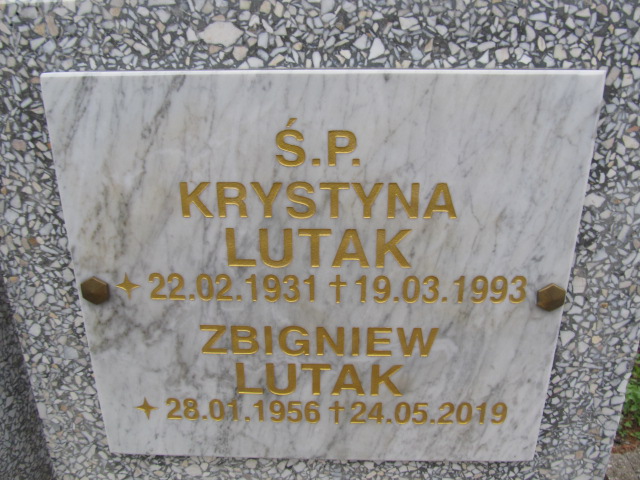 Ś.P.
KRYSTYNA
LUTAK
✦ 22.02.1931 † 19.03.1993
ZBIGNIEW
LUTAK
✦ 28.01.1956 † 24.05.2019